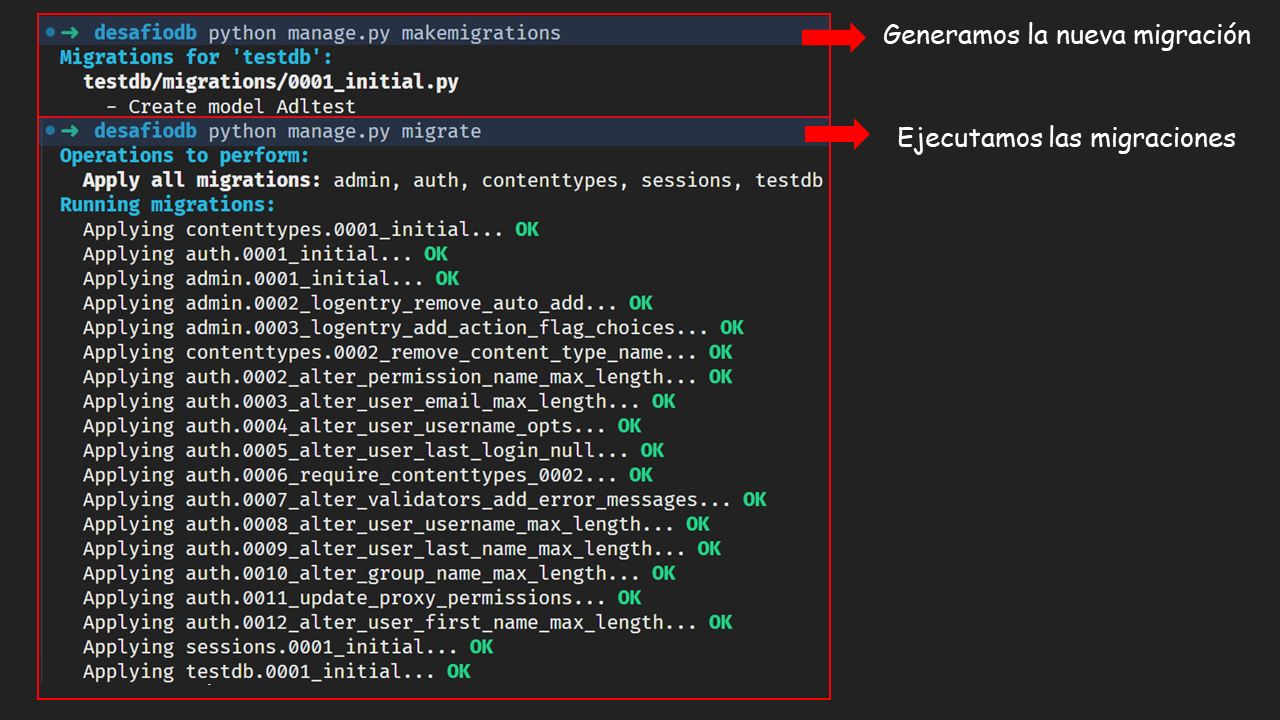 ➜ desafiodb python manage.py makemigrations
Generamos la nueva migración
Migrations for 'testdb':
testdb/migrations/0001_initial.py
- Create model Adltest
➜ desafiodb python manage.py migrate
Ejecutamos las migraciones
Operations to perform:
Apply all migrations: admin, auth, contenttypes, sessions, testdb
Running migrations:
Applying contenttypes.0001_initial... OK
Applying auth.0001_initial... OK
Applying admin.0001_initial... OK
Applying admin.0002_logentry_remove_auto_add... OK
Applying admin.0003_logentry_add_action_flag_choices... OK
Applying contenttypes.0002_remove_content_type_name... OK
Applying auth.0002_alter_permission_name_max_length... OK
Applying auth.0003_alter_user_email_max_length... OK
Applying auth.0004_alter_user_username_opts... OK
Applying auth.0005_alter_user_last_login_null... OK
Applying auth.0006_require_contenttypes_0002... OK
Applying auth.0007_alter_validators_add_error_messages... OK
Applying auth.0008_alter_user_username_max_length... OK
Applying auth.0009_alter_user_last_name_max_length... OK
Applying auth.0010_alter_group_name_max_length... OK
Applying auth.0011_update_proxy_permissions... OK
Applying auth.0012_alter_user_first_name_max_length... OK
Applying sessions.0001_initial... OK
Applying testdb.0001_initial... OK